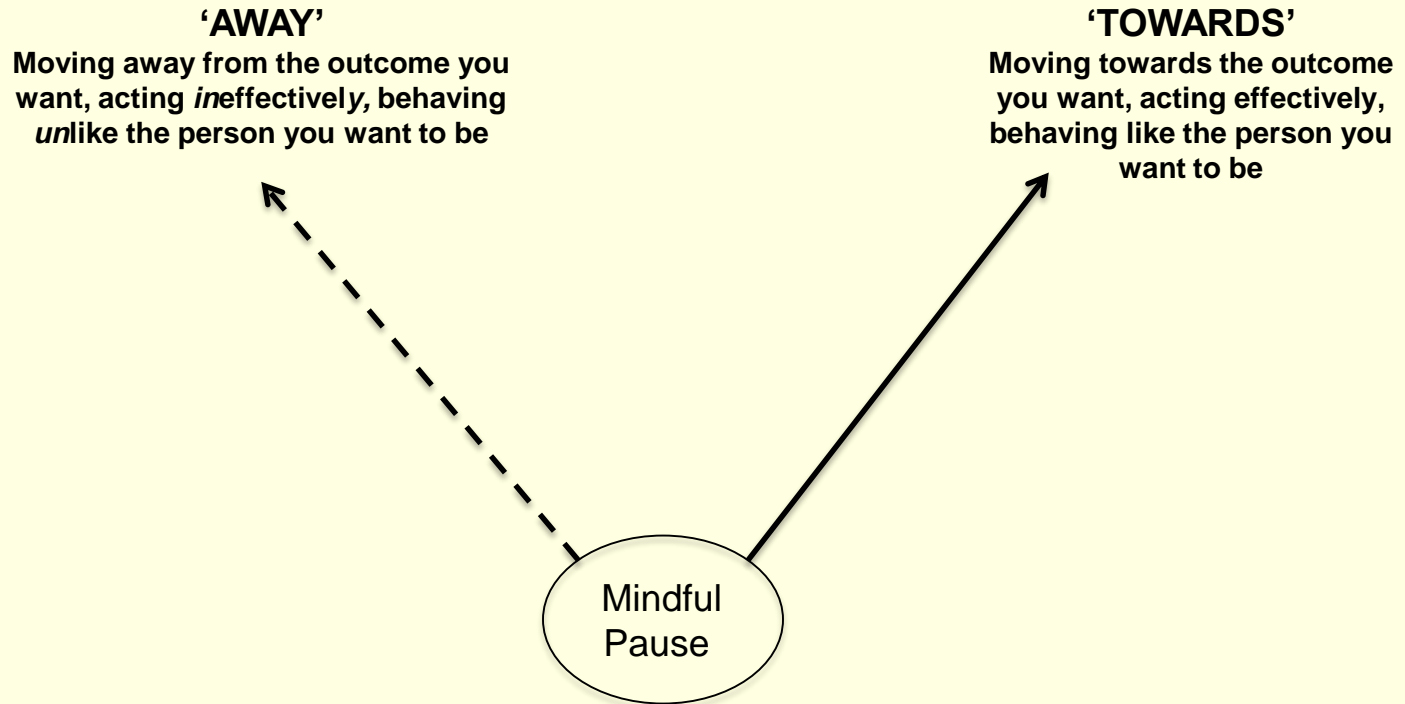 ‘AWAY’
Moving away from the outcome you
want, acting ineffectively, behaving
unlike the person you want to be
‘TOWARDS’
Moving towards the outcome
you want, acting effectively,
behaving like the person you
want to be
Mindful
Pause